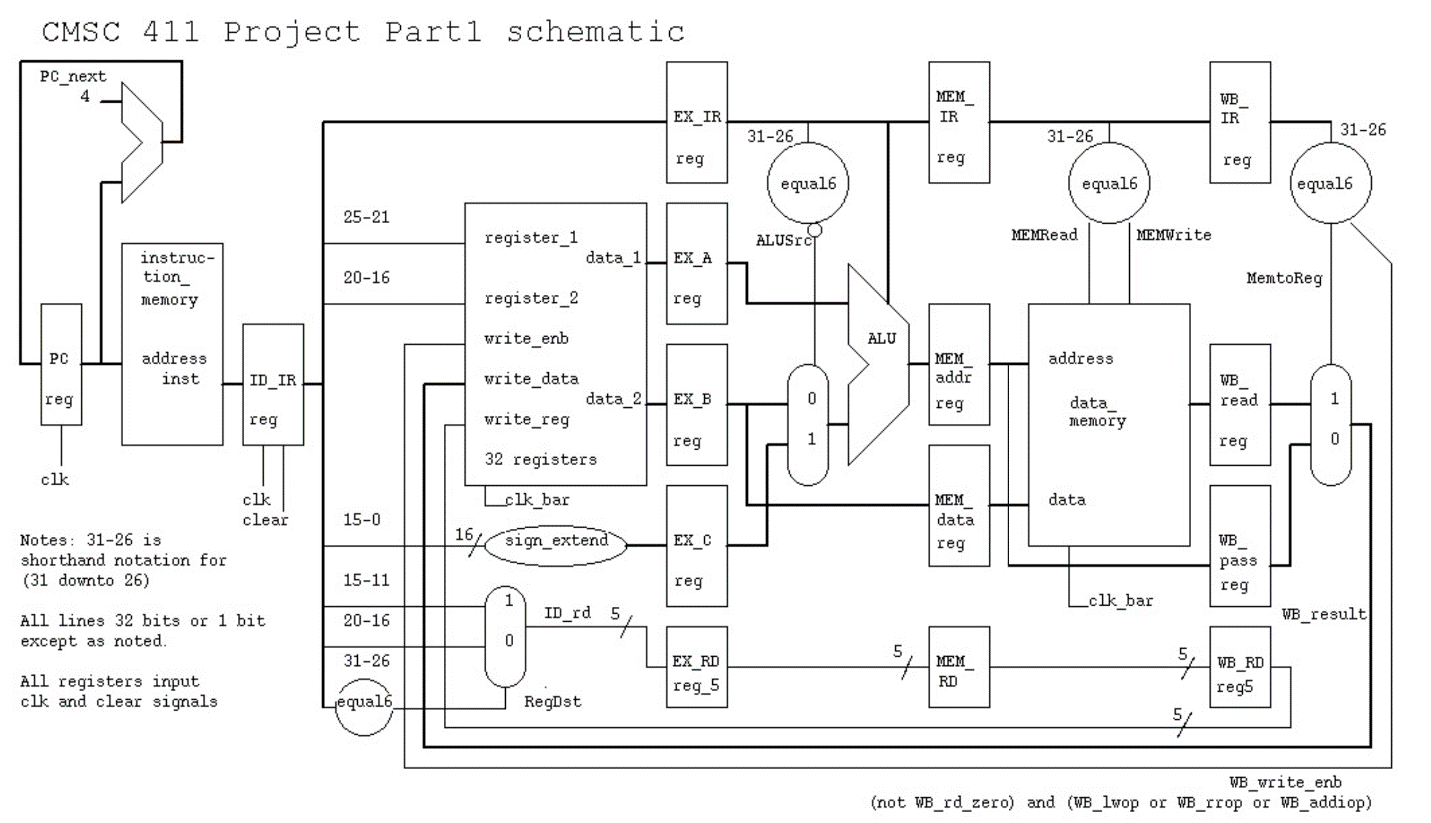 CMSC 411 Project Part1 schematic
PC_next
4
PC
reg
clk
instruc-
tion_
memory
address
inst
ID_IR
reg
clk
clear
25-21
20-16
15-0
15-11
20-16
31-26
equal6
register_1
data_1
register_2
write_enb
write_data
data_2
write_reg
32 registers
clk_bar
16
sign_extend
1
0
ID_rd
5
RegDst
EX_IR
reg
EX_A
reg
EX_B
reg
EX_C
reg
EX_RD
reg_5
31-26
equal6
ALUSrc
0
1
ALU
MEM_
IR
reg
MEM_
addr
reg
MEM_
data
reg
5
MEM_
RD
31-26
equal6
MEMRead
MEMWrite
address
data_
memory
data
clk_bar
WB_
IR
reg
WB_
read
reg
WB_
pass
reg
5
WB_RD
reg5
5
31-26
equal6
MemtoReg
1
0
WB_result
Notes: 31-26 is
shorthand notation for
(31 downto 26)
All lines 32 bits or 1 bit
except as noted.
All registers input
clk and clear signals
WB_write_enb
(not WB_rd_zero) and (WB_lwop or WB_rrop or WB_addiop)